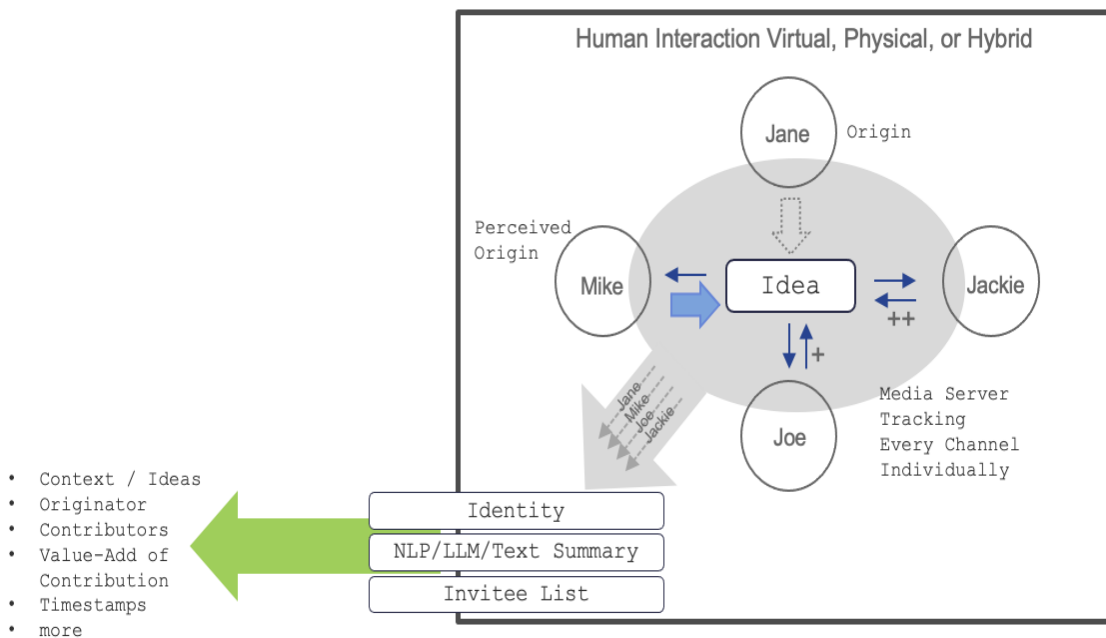 Human Interaction Virtual, Physical, or Hybrid
Jane
Origin
Perceived
Origin
Mike
Idea
Jackie
++
+
Joe
Media Server
Tracking
Every Channel
Individually
Jane
Mike
Joe
Jackie
Identity
NLP/LLM/Text Summary
Invitee List
• Context / Ideas
• Originator
• Contributors
• Value-Add of
Contribution
• Timestamps
• more